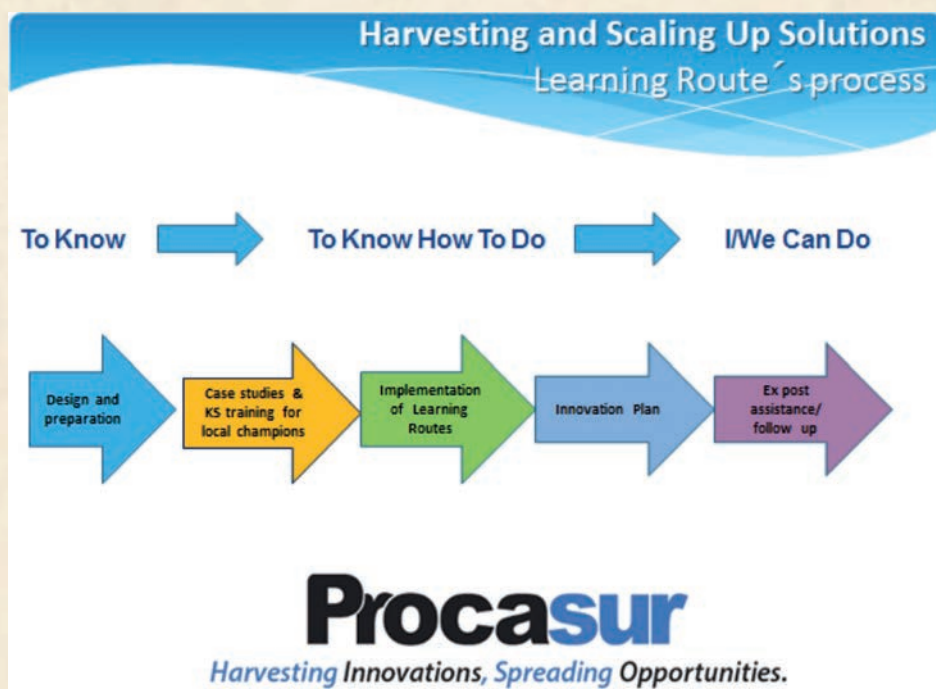 Harvesting and Scaling Up Solutions
Learning Route´s process
To Know
To Know How To Do
I/We Can Do
Design and
preparation
Case studies &
KS training for
local champions
Implementation
of Learning
Routes
Innovation Plan
Ex post
assistance/
follow up
Procasur
Harvesting Innovations, Spreading Opportunities.